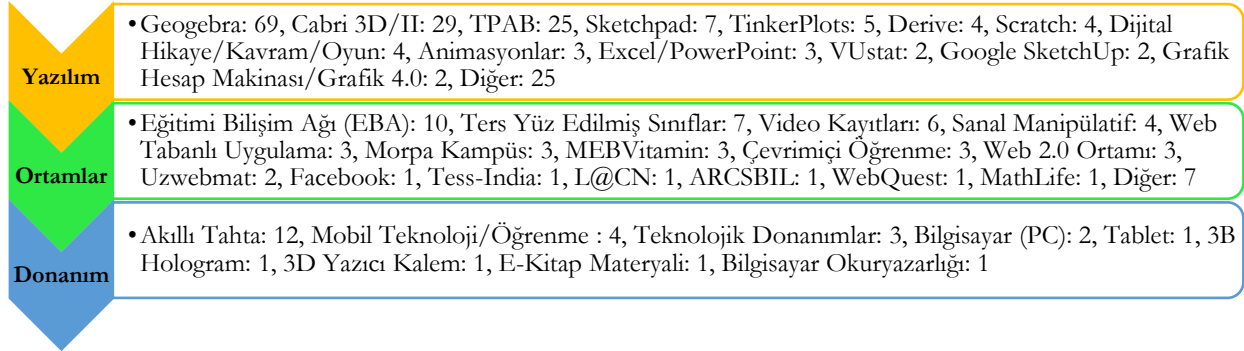 Yazılım
•Geogebra: 69, Cabri 3D/II: 29, TPAB: 25, Sketchpad: 7, TinkerPlots: 5, Derive: 4, Scratch: 4, Dijital
Hikaye/Kavram/Oyun: 4, Animasyonlar: 3, Excel/PowerPoint: 3, VUstat: 2, Google SketchUp: 2, Grafik
Hesap Makinası/Grafik 4.0: 2, Diğer: 25
Ortamlar
•Eğitimi Bilişim Ağı (EBA): 10, Ters Yüz Edilmiş Sınıflar: 7, Video Kayıtları: 6, Sanal Manipülatif: 4, Web
Tabanlı Uygulama: 3, Morpa Kampüs: 3, MEBVitamin: 3, Çevrimiçi Öğrenme: 3, Web 2.0 Ortamı: 3,
Uzwebmat: 2, Facebook: 1, Tess-India: 1, L@CN: 1, ARCSBIL: 1, WebQuest: 1, MathLife: 1, Diğer: 7
Donanım
•Akıllı Tahta: 12, Mobil Teknoloji/Öğrenme : 4, Teknolojik Donanımlar: 3, Bilgisayar (PC): 2, Tablet: 1, 3B
Hologram: 1, 3D Yazıcı Kalem: 1, E-Kitap Materyali: 1, Bilgisayar Okuryazarlığı: 1